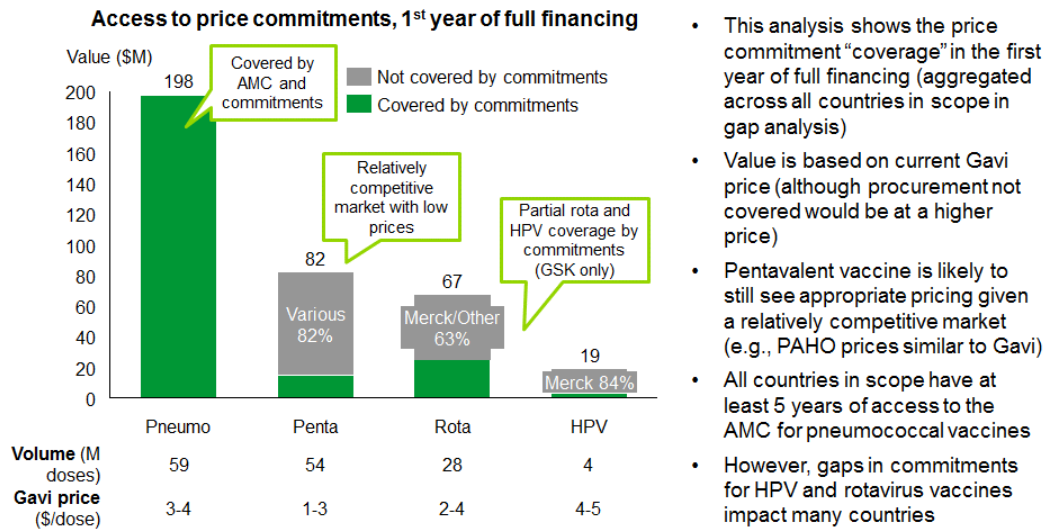 Access to price commitments, 1st year of full financing
Value ($M)
200
180
160
140
120
100
80
60
40
20
0
198
82
67
19
Covered by
AMC and
commitments
Not covered by commitments
Covered by commitments
Relatively
competitive
market with low
prices
Partial rota and
HPV coverage by
commitments
(GSK only)
Various
82%
Merck/Other
63%
Merck 84%
Pneumo Penta Rota HPV
Volume (M
doses)
59 54 28 4
Gavi price
($/dose)
3-4 1-3 2-4 4-5
• This analysis shows the price
commitment “coverage” in the first
year of full financing (aggregated
across all countries in scope in
gap analysis)
• Value is based on current Gavi
price (although procurement not
covered would be at a higher
price)
• Pentavalent vaccine is likely to
still see appropriate pricing given
a relatively competitive market
(e.g., PAHO prices similar to Gavi)
• All countries in scope have at
least 5 years of access to the
AMC for pneumococcal vaccines
• However, gaps in commitments
for HPV and rotavirus vaccines
impact many countries